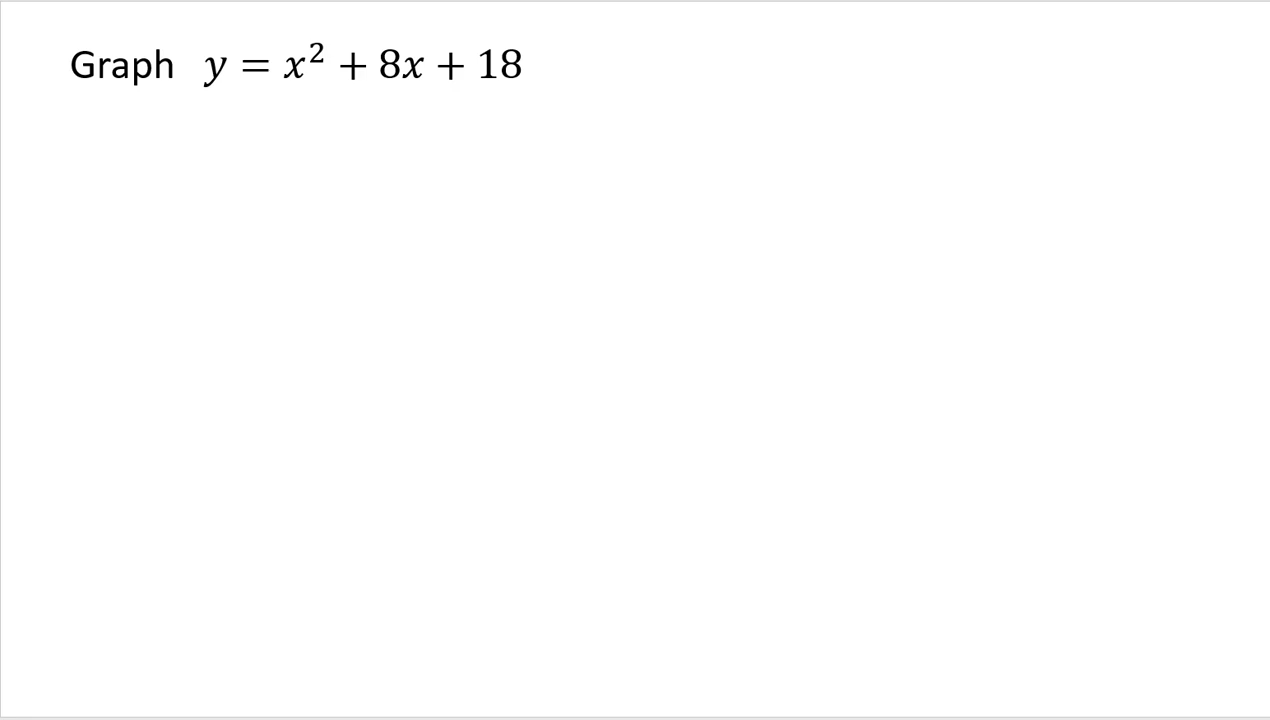 Graph y = x² + 8x + 18